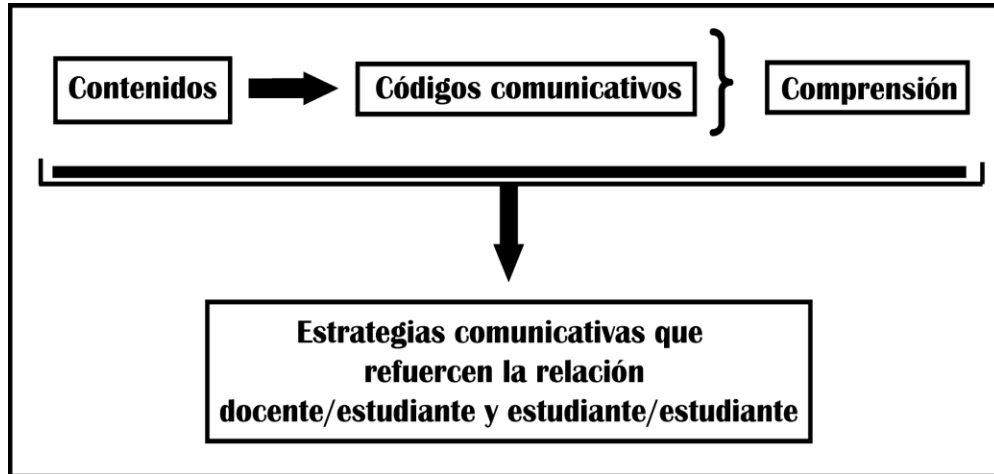 Contenidos
Códigos comunicativos
Comprensión
Estrategias comunicativas que
refuercen la relación
docente/estudiante y estudiante/estudiante